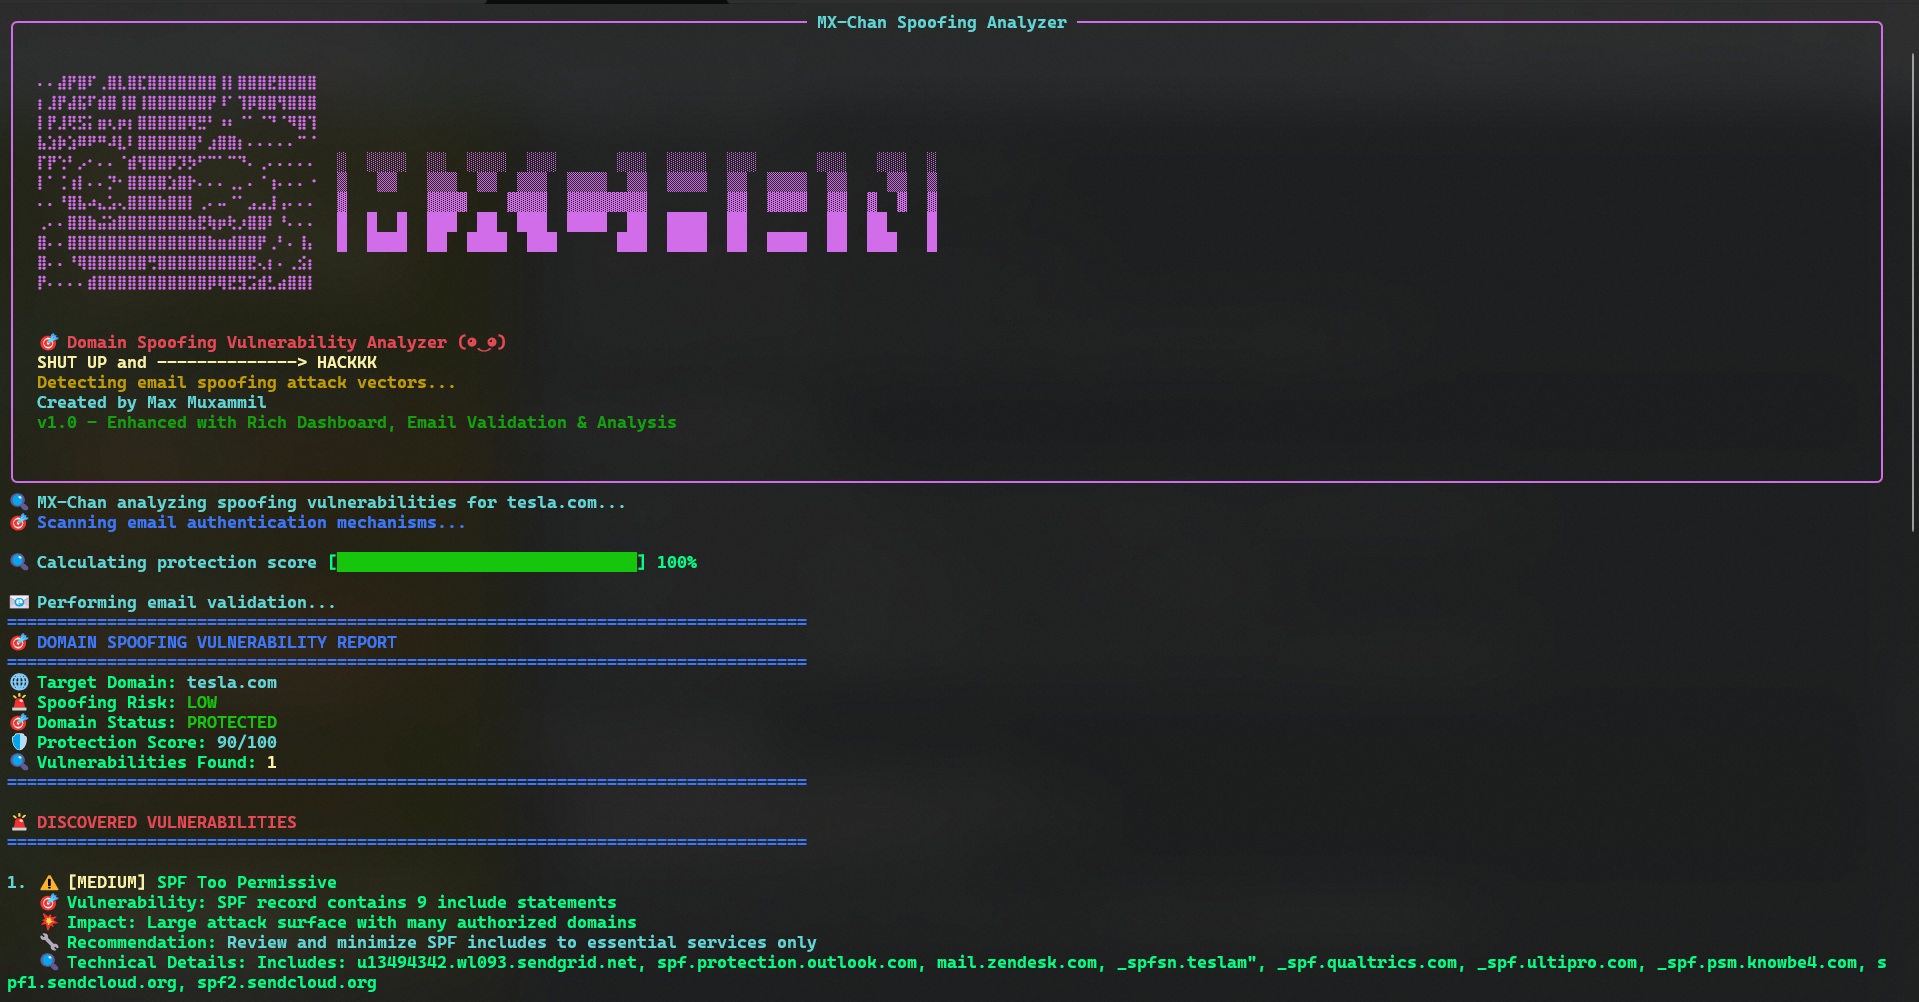 MX-Chan Spoofing Analyzer
🎯 Domain Spoofing Vulnerability Analyzer (◕‿◕)
SHUT UP and --------------> HACKKK
Detecting email spoofing attack vectors...
Created by Max Muxammil
v1.0 - Enhanced with Rich Dashboard, Email Validation & Analysis
🔍 MX-Chan analyzing spoofing vulnerabilities for tesla.com...
🎯 Scanning email authentication mechanisms...
🔍 Calculating protection score [██████████████████████████████] 100%
📧 Performing email validation...
================================================================================
🎯 DOMAIN SPOOFING VULNERABILITY REPORT
================================================================================
🌐 Target Domain: tesla.com
🚨 Spoofing Risk: LOW
🎯 Domain Status: PROTECTED
🛡️ Protection Score: 90/100
🔍 Vulnerabilities Found: 1
================================================================================
🚨 DISCOVERED VULNERABILITIES
================================================================================
1. ⚠️ [MEDIUM] SPF Too Permissive
🎯 Vulnerability: SPF record contains 9 include statements
💥 Impact: Large attack surface with many authorized domains
🔧 Recommendation: Review and minimize SPF includes to essential services only
🔍 Technical Details: Includes: u13494342.wl093.sendgrid.net, spf.protection.outlook.com, mail.zendesk.com, _spfsn.teslam", _spf.qualtrics.com, _spf.ultipro.com, _spf.psm.knowbe4.com, s
pf1.sendcloud.org, spf2.sendcloud.org